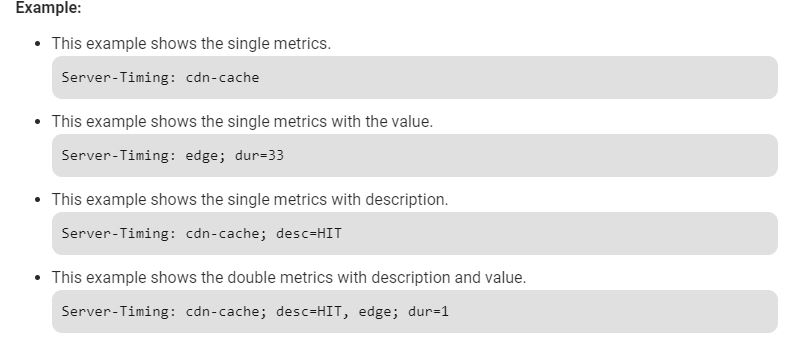 Example:
This example shows the single metrics.
Server-Timing: cdn-cache
This example shows the single metrics with the value.
Server-Timing: edge; dur=33
This example shows the single metrics with description.
Server-Timing: cdn-cache; desc=HIT
This example shows the double metrics with description and value.
Server-Timing: cdn-cache; desc=HIT, edge; dur=1